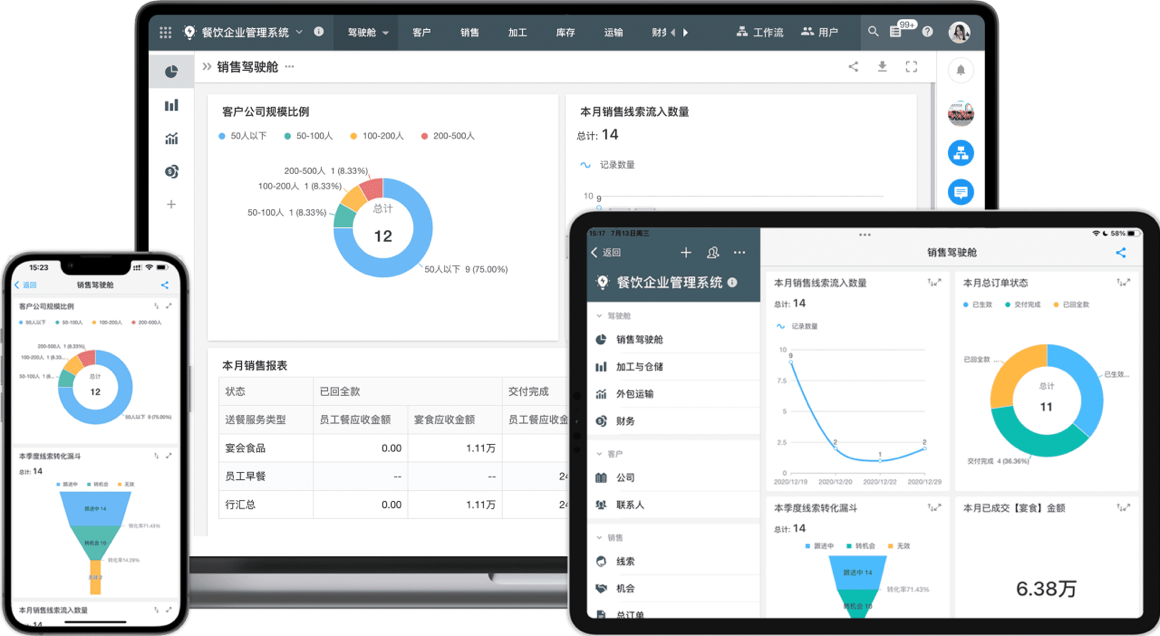 餐饮企业管理系统 驾驶舱 客户 销售 加工 库存 运输 财务 工作流 用户 99+
销售驾驶舱 ...
客户公司规模比例
50人以下 50-100人 100-200人 200-500人
200-500人 1 (8.33%)
100-200人 1 (8.33%)
50-100人 1 (8.33%)
总计
12
50人以下 9 (75.00%)
本月销售线索流入数量
总计: 14
记录数量
10
9
本月销售报表
状态 已回全款 交付完成
送餐服务类型 员工餐应收金额 宴食应收金额 员工餐应收金
宴会食品 0.00 1.11万
员工早餐 -- -- 24
行汇总 0.00 1.11万 24
15:23
返回 销售驾驶舱
客户公司规模比例
50人以下 50-100人 100-200人 200-500人
200-500人 1 (8.33%)
100-200人 1 (8.33...
50-100人 1 (8...
总计
12
50人以下 9 (75.00%)
本季度线索转化漏斗
总计: 14
跟进中 转机会 无效
跟进中 14
转化率71.43%
转机会 10
转化率14.29%
无效 2
本月销售线索流入数量
总计: 14
15:17 7月13日周三 58%
返回
餐饮企业管理系统
驾驶舱
销售驾驶舱
加工与仓储
外包运输
财务
客户
公司
联系人
销售
线索
机会
总订单
销售驾驶舱
本月销售线索流入数量
总计: 14
记录数量
10
9
7.5
5
2.5
2
1
2
0
2020/12/19 2020/12/20 2020/12/22 2020/12/29
本月总订单状态
已生效 交付完成 已回全款
已回全款 ...
已生效...
总计
11
交付完成 4 (36.36%)
本季度线索转化漏斗
总计: 14
跟进中 转机会 无效
跟进中 14
转化率71.43%
转机会 10
本月已成交【宴食】金额
6.38万